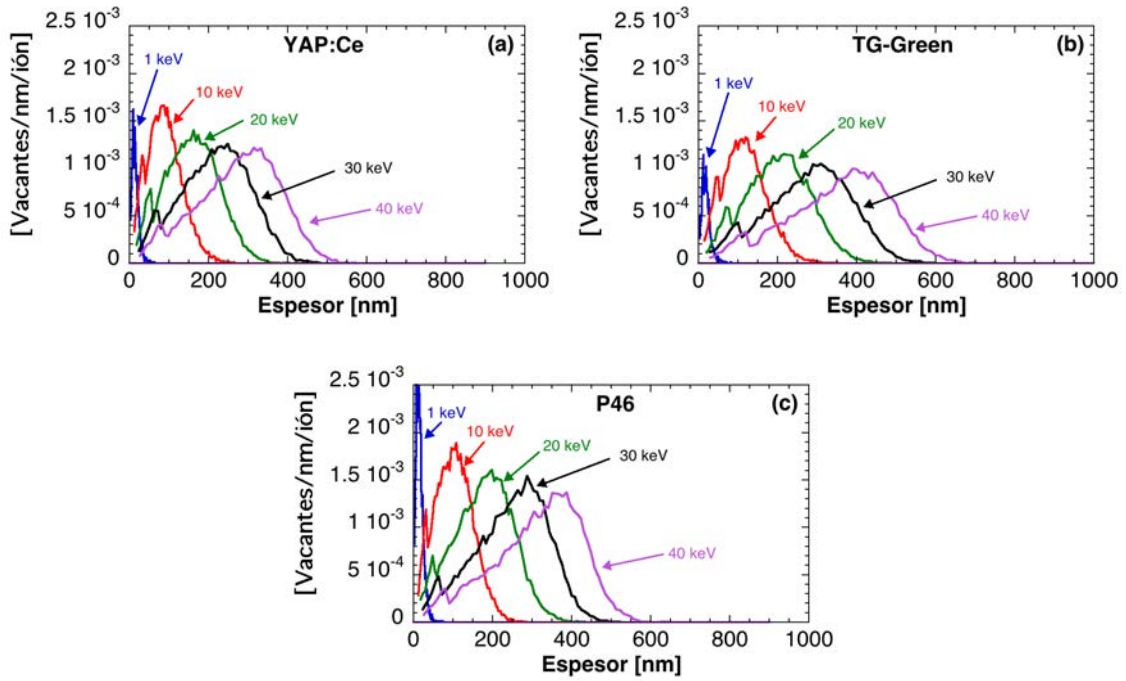 YAP:Ce
(a)
[Vacantes/nm/ión]
2.5 10-3
2 10-3
1.5 10-3
1 10-3
5 10-4
0
1 keV
10 keV
20 keV
30 keV
40 keV
0 200 400 600 800 1000
Espesor [nm]
TG-Green
(b)
[Vacantes/nm/ión]
2.5 10-3
2 10-3
1.5 10-3
1 10-3
5 10-4
0
1 keV
10 keV
20 keV
30 keV
40 keV
0 200 400 600 800 1000
Espesor [nm]
P46
(c)
[Vacantes/nm/ión]
2.5 10-3
2 10-3
1.5 10-3
1 10-3
5 10-4
0
1 keV
10 keV
20 keV
30 keV
40 keV
0 200 400 600 800 1000
Espesor [nm]